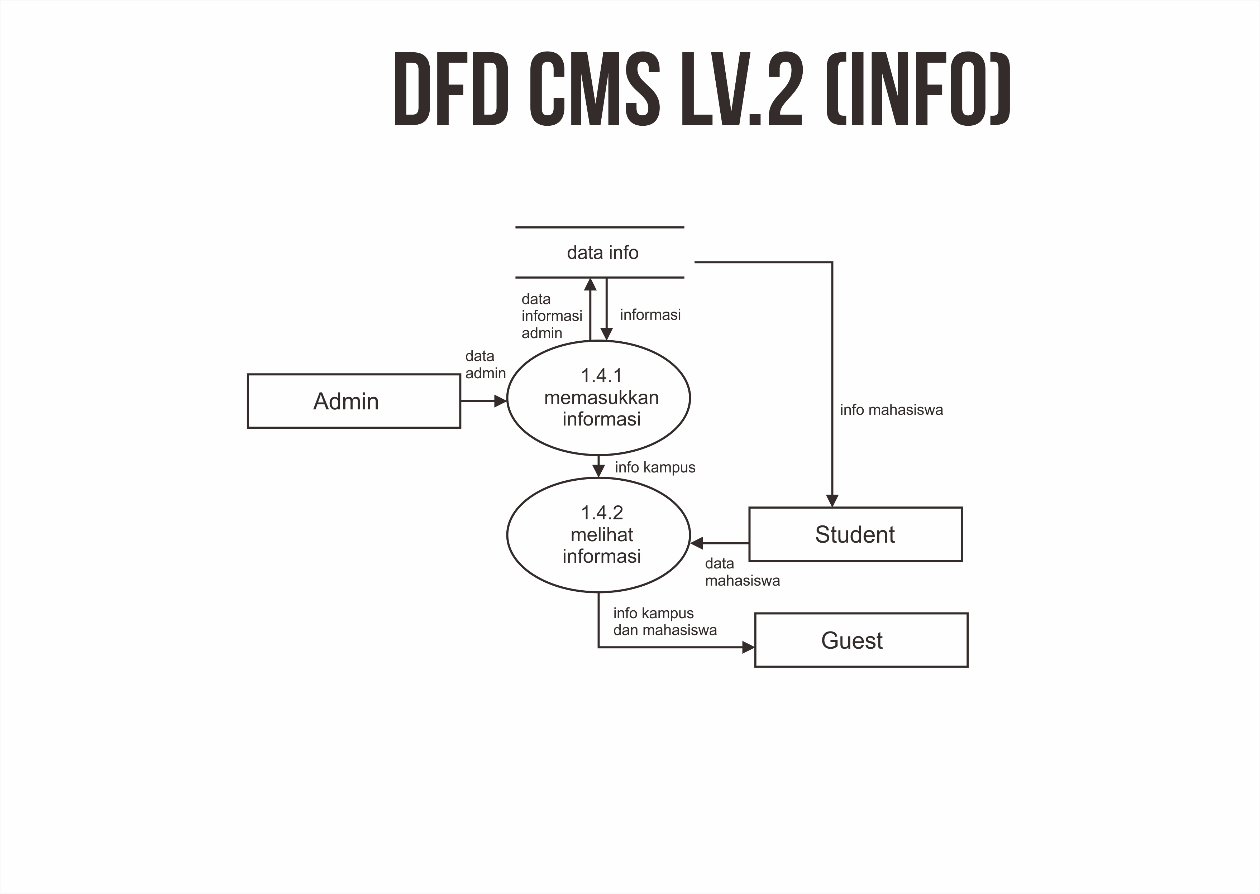 DFD CMS LV.2 (INFO)
data info
data
informasi
admin
informasi
data
admin
Admin
1.4.1
memasukkan
informasi
info mahasiswa
info kampus
1.4.2
melihat
informasi
Student
data
mahasiswa
info kampus
dan mahasiswa
Guest